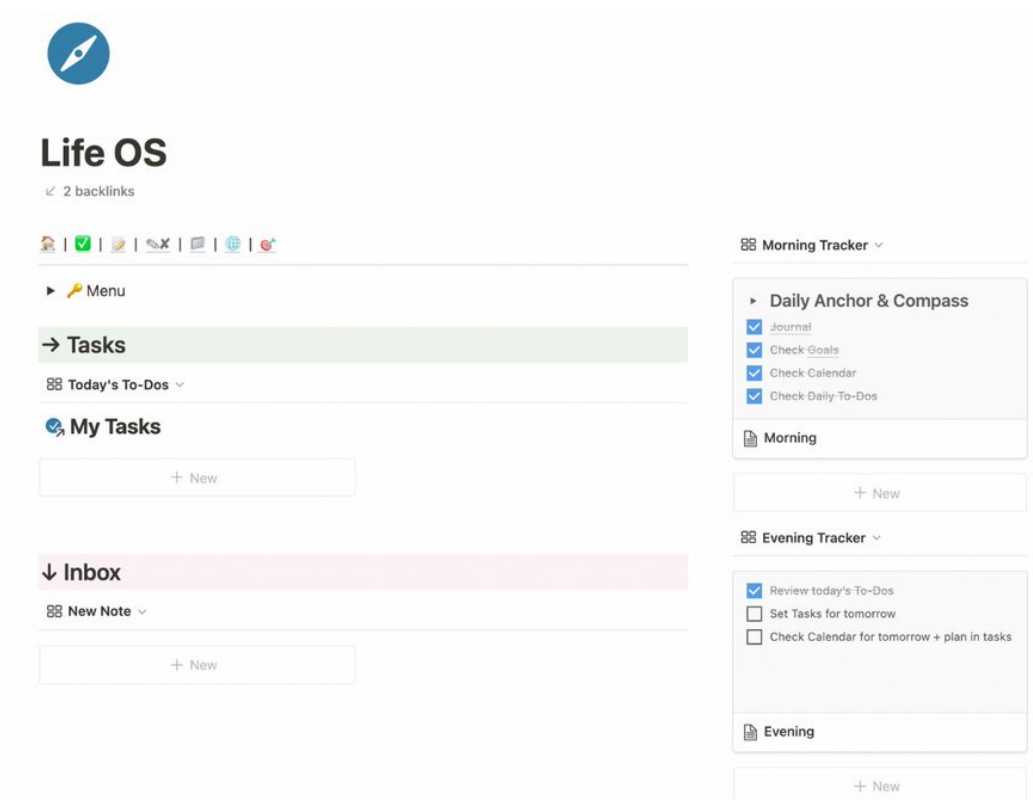 Life OS
2 backlinks
| | | | | |
Menu
→ Tasks
Today's To-Dos
My Tasks
+ New
↓ Inbox
New Note
+ New
Morning Tracker
Daily Anchor & Compass
Journal
Check Goals
Check Calendar
Check Daily To-Dos
Morning
+ New
Evening Tracker
Review today's To-Dos
Set Tasks for tomorrow
Check Calendar for tomorrow + plan in tasks
Evening
+ New